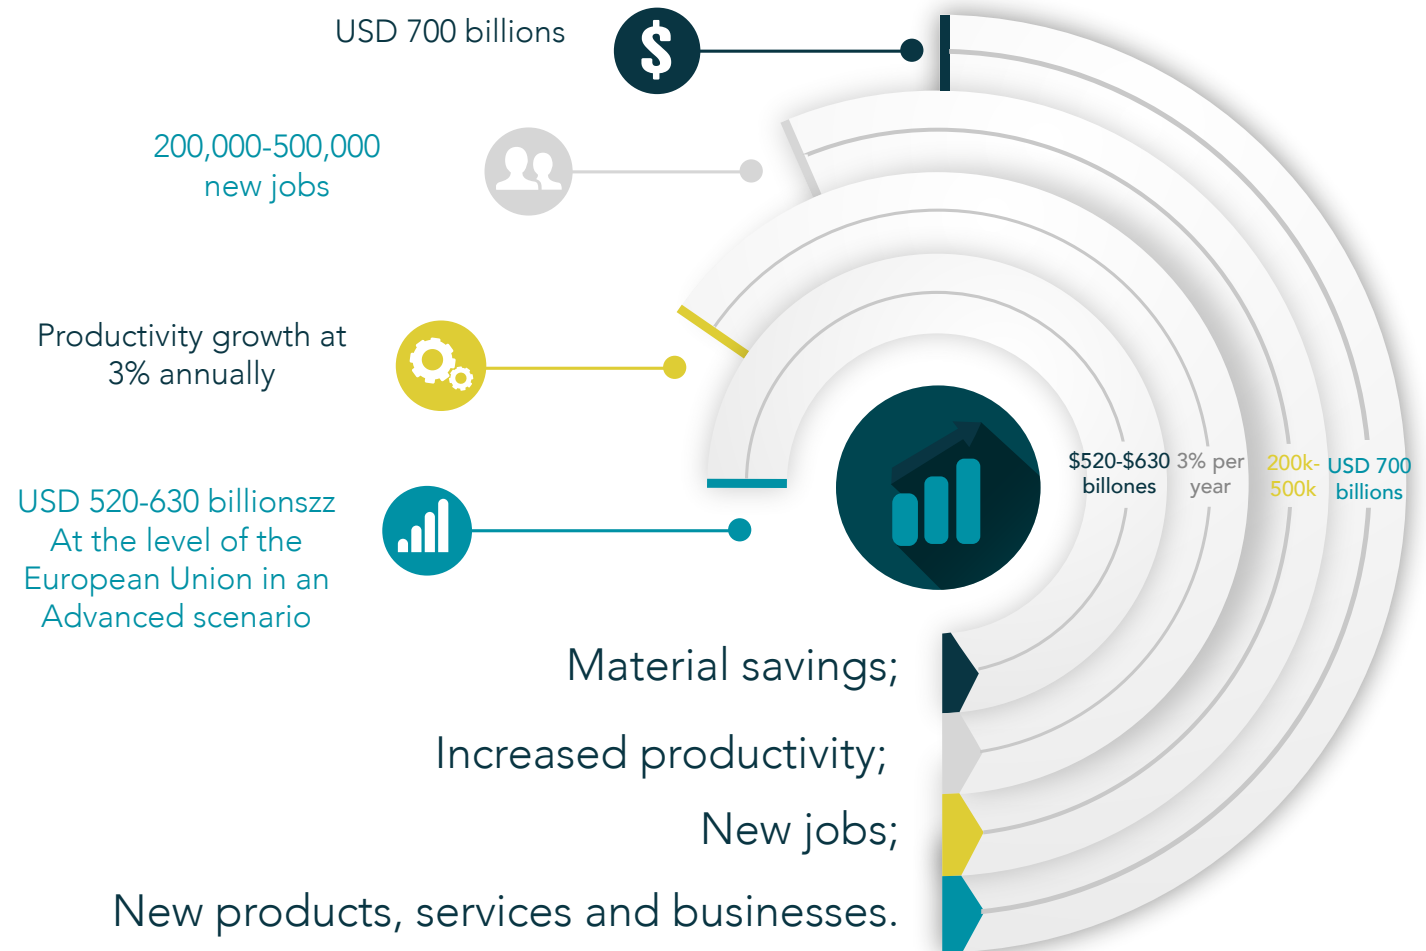 USD 700 billions
200,000-500,000
new jobs
Productivity growth at
3% annually
USD 520-630 billionszz
At the level of the
European Union in an
Advanced scenario
$520-$630
billones
3% per
year
200k-
500k
USD 700
billions
Material savings;
Increased productivity;
New jobs;
New products, services and businesses.